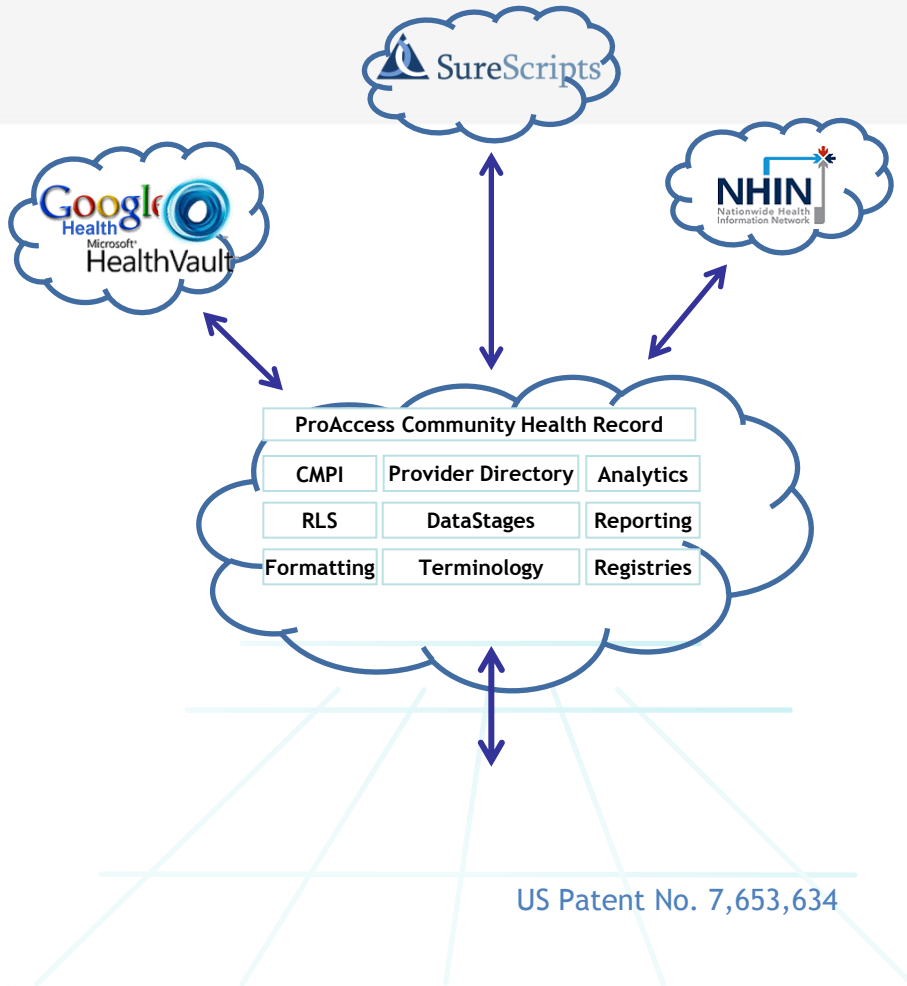 SureScripts
NHIN
Nationwide Health
Information Network
Google
Health
Microsoft
HealthVault
ProAccess Community Health Record
CMPI
Provider Directory
Analytics
RLS
DataStages
Reporting
Formatting
Terminology
Registries
US Patent No. 7,653,634